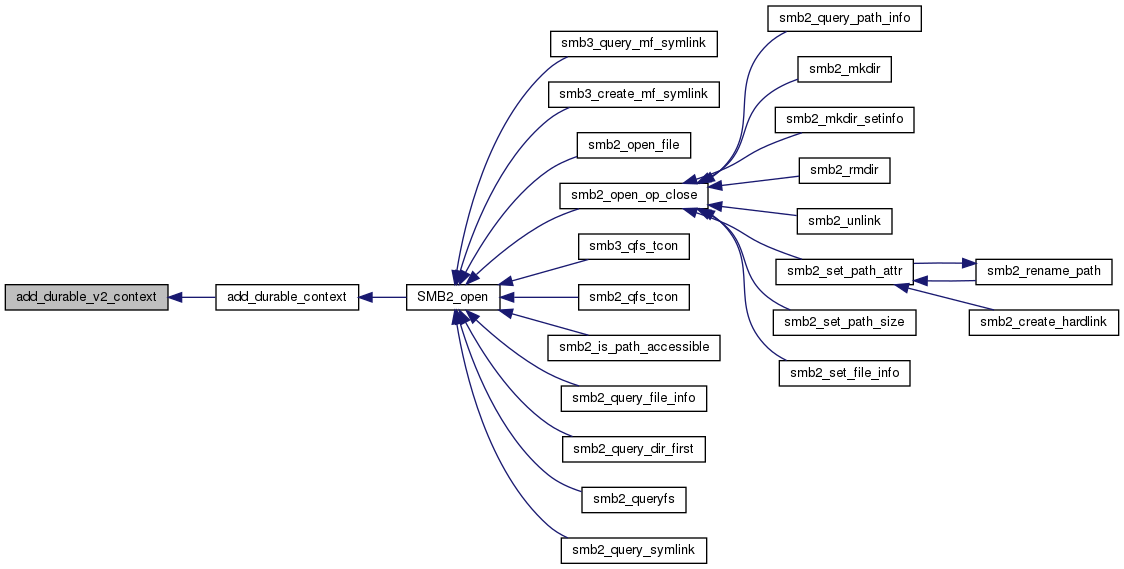 add_durable_v2_context
add_durable_context
SMB2_open
smb3_query_mf_symlink
smb3_create_mf_symlink
smb2_open_file
smb2_open_op_close
smb3_qfs_tcon
smb2_qfs_tcon
smb2_is_path_accessible
smb2_query_file_info
smb2_query_dir_first
smb2_queryfs
smb2_query_symlink
smb2_query_path_info
smb2_mkdir
smb2_mkdir_setinfo
smb2_rmdir
smb2_unlink
smb2_set_path_attr
smb2_set_path_size
smb2_set_file_info
smb2_rename_path
smb2_create_hardlink